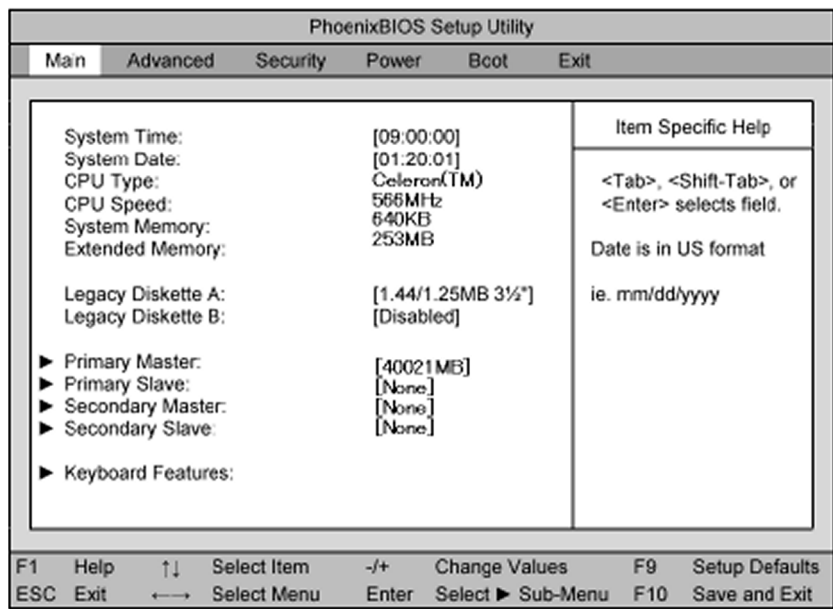 PhoenixBIOS Setup Utility
Main Advanced Security Power Boot Exit
System Time: [09:00:00]
System Date: [01:20:01]
CPU Type: Celeron(TM)
CPU Speed: 566MHz
System Memory: 640KB
Extended Memory: 253MB
Legacy Diskette A: [1.44/1.25MB 3½"]
Legacy Diskette B: [Disabled]
► Primary Master: [40021MB]
► Primary Slave: [None]
► Secondary Master: [None]
► Secondary Slave: [None]
► Keyboard Features:
Item Specific Help
<Tab>, <Shift-Tab>, or
<Enter> selects field.
Date is in US format
ie. mm/dd/yyyy
F1 Help ↑↓ Select Item -/+ Change Values F9 Setup Defaults
ESC Exit ←→ Select Menu Enter Select ► Sub-Menu F10 Save and Exit